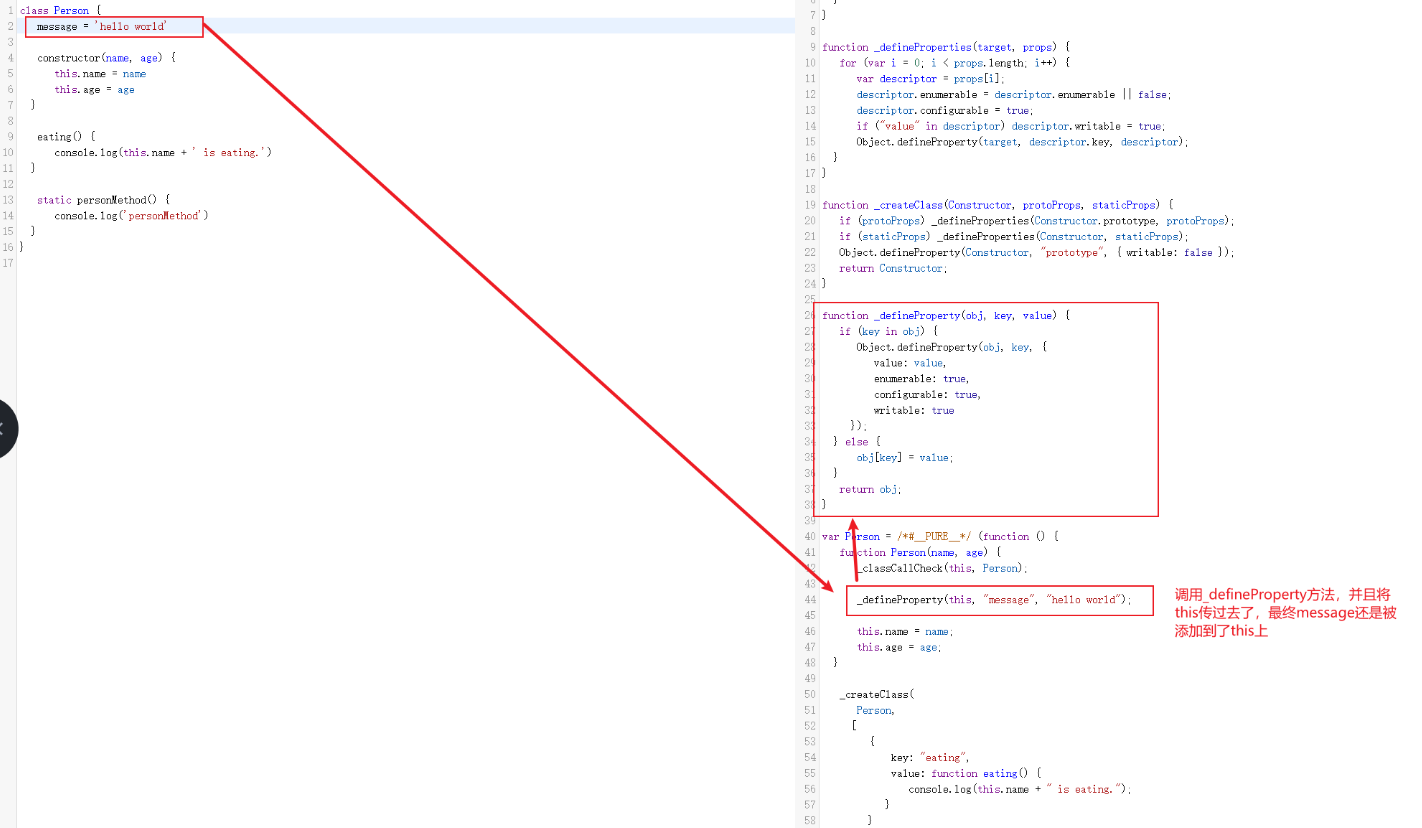 1 class Person {
2 message = 'hello world'
3
4 constructor(name, age) {
5 this.name = name
6 this.age = age
7 }
8
9 eating() {
10 console.log(this.name + ' is eating.')
11 }
12
13 static personMethod() {
14 console.log('personMethod')
15 }
16 }
17
7 }
8
9 function _defineProperties(target, props) {
10 for (var i = 0; i < props.length; i++) {
11 var descriptor = props[i];
12 descriptor.enumerable = descriptor.enumerable || false;
13 descriptor.configurable = true;
14 if ("value" in descriptor) descriptor.writable = true;
15 Object.defineProperty(target, descriptor.key, descriptor);
16 }
17 }
18
19 function _createClass(Constructor, protoProps, staticProps) {
20 if (protoProps) _defineProperties(Constructor.prototype, protoProps);
21 if (staticProps) _defineProperties(Constructor, staticProps);
22 Object.defineProperty(Constructor, "prototype", { writable: false });
23 return Constructor;
24 }
25
26 function _defineProperty(obj, key, value) {
27 if (key in obj) {
28 Object.defineProperty(obj, key, {
29 value: value,
30 enumerable: true,
31 configurable: true,
32 writable: true
33 });
34 } else {
35 obj[key] = value;
36 }
37 return obj;
38 }
39
40 var Person = /*#__PURE__*/ (function () {
41 function Person(name, age) {
42 _classCallCheck(this, Person);
43
44 _defineProperty(this, "message", "hello world");
45
46 this.name = name;
47 this.age = age;
48 }
49
50 _createClass(
51 Person,
52 [
53 {
54 key: "eating",
55 value: function eating() {
56 console.log(this.name + " is eating.");
57 }
58 }
调用_defineProperty方法，并且将
this传过去了，最终message还是被
添加到了this上